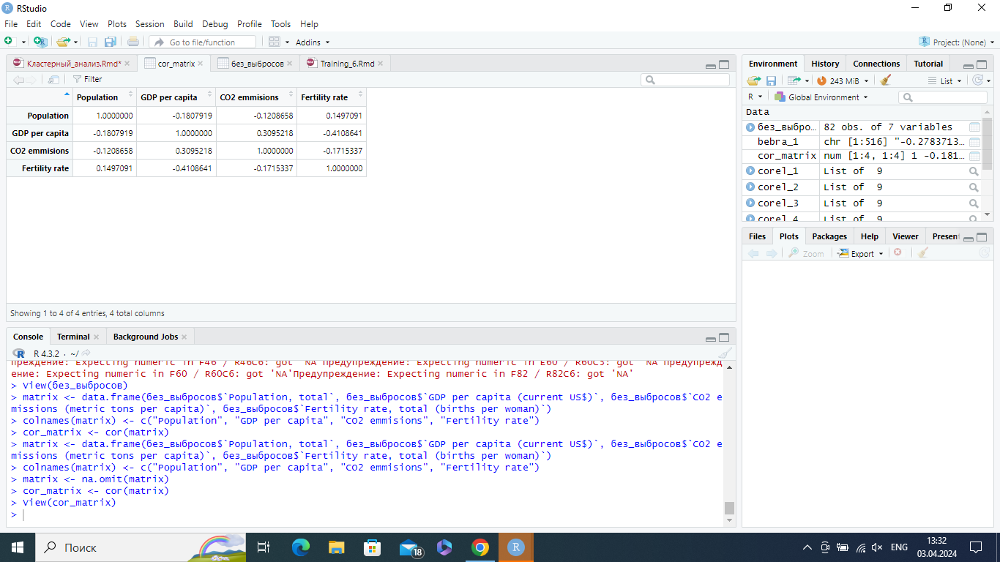 RStudio
File Edit Code View Plots Session Build Debug Profile Tools Help
Go to file/function Addins Project: (None)
Кластерный_анализ.Rmd* cor_matrix без_выбросов Training_6.Rmd
Filter
Population GDP per capita CO2 emmisions Fertility rate
Population 1.0000000 -0.1807919 -0.1208658 0.1497091
GDP per capita -0.1807919 1.0000000 0.3095218 -0.4108641
CO2 emmisions -0.1208658 0.3095218 1.0000000 -0.1715337
Fertility rate 0.1497091 -0.4108641 -0.1715337 1.0000000
Showing 1 to 4 of 4 entries, 4 total columns
Console Terminal Background Jobs
R 4.3.2 · ~/
преждение: Expecting numeric in F46 / R46C6: got 'NA'Предупреждение: Expecting numeric in E60 / R60C5: got 'NA'Предупрежд
ение: Expecting numeric in F60 / R60C6: got 'NA'Предупреждение: Expecting numeric in F82 / R82C6: got 'NA'
> View(без_выбросов)
> matrix <- data.frame(без_выбросов$`Population, total`, без_выбросов$`GDP per capita (current US$)`, без_выбросов$`CO2 e
missions (metric tons per capita)`, без_выбросов$`Fertility rate, total (births per woman)`)
> colnames(matrix) <- c("Population", "GDP per capita", "CO2 emmisions", "Fertility rate")
> cor_matrix <- cor(matrix)
> matrix <- data.frame(без_выбросов$`Population, total`, без_выбросов$`GDP per capita (current US$)`, без_выбросов$`CO2 e
missions (metric tons per capita)`, без_выбросов$`Fertility rate, total (births per woman)`)
> colnames(matrix) <- c("Population", "GDP per capita", "CO2 emmisions", "Fertility rate")
> matrix <- na.omit(matrix)
> cor_matrix <- cor(matrix)
> View(cor_matrix)
>
Environment History Connections Tutorial
243 MiB List
R Global Environment
Data
без_выбро… 82 obs. of 7 variables
bebra_1 chr [1:516] "-0.2783713…
cor_matrix num [1:4, 1:4] 1 -0.181…
corel_1 List of 9
corel_2 List of 9
corel_3 List of 9
corel_4 List of 9
Files Plots Packages Help Viewer Presen
Zoom Export
Поиск 18 R ENG 13:32
03.04.2024